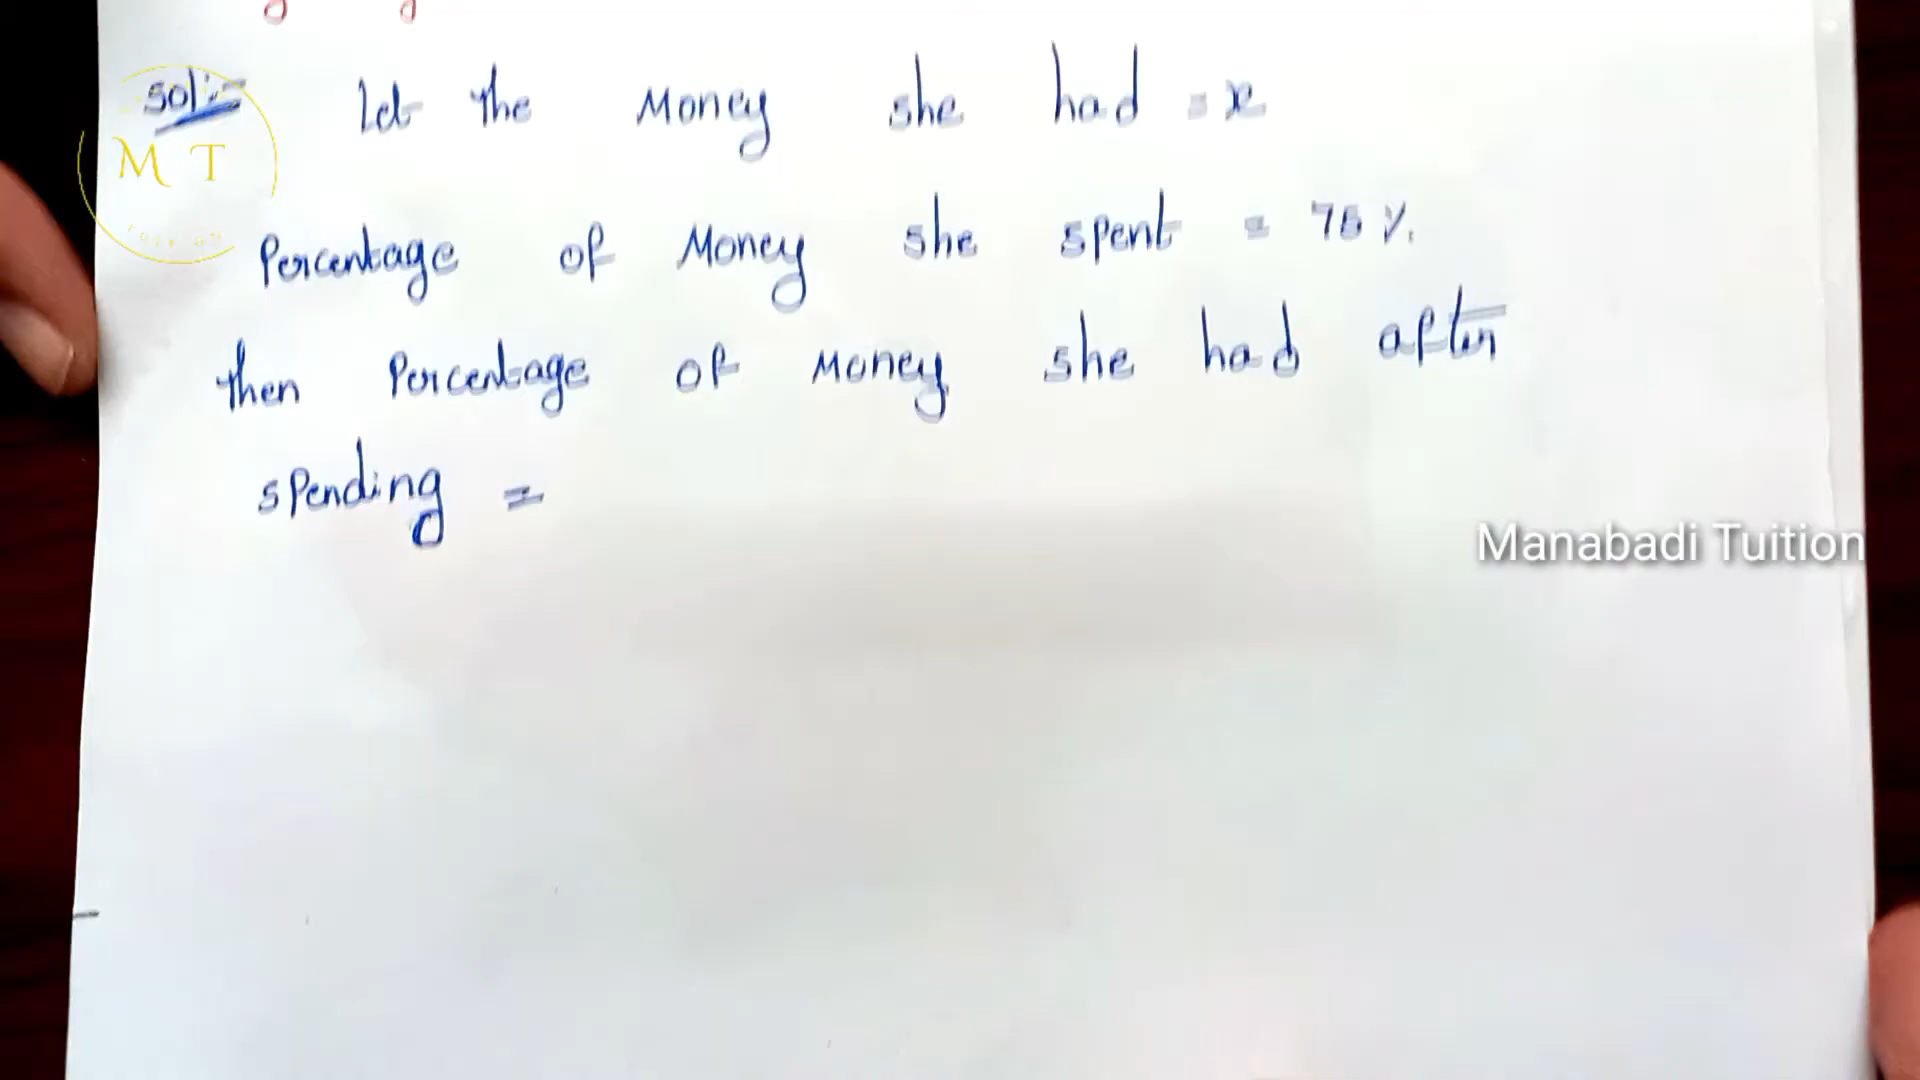 Sol:-
Let the Money she had = x
M T
Percentage of Money she spent = 75 %.
then Percentage of Money she had after
spending =
Manabadi Tuition